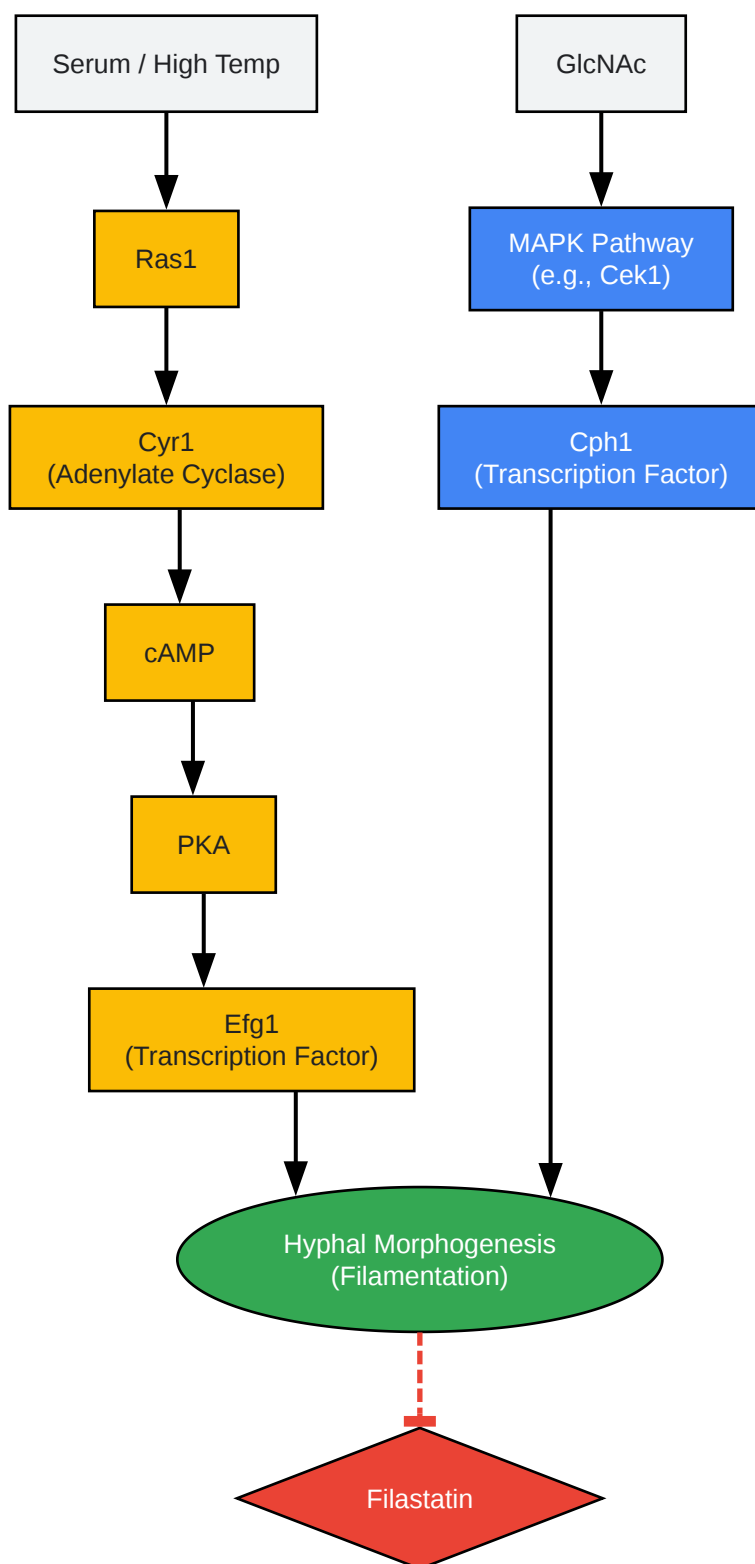 Serum / High Temp
GlcNAc
Ras1
MAPK Pathway
(e.g., Cek1)
Cyr1
(Adenylate Cyclase)
Cph1
(Transcription Factor)
cAMP
PKA
Efg1
(Transcription Factor)
Hyphal Morphogenesis
(Filamentation)
Filastatin